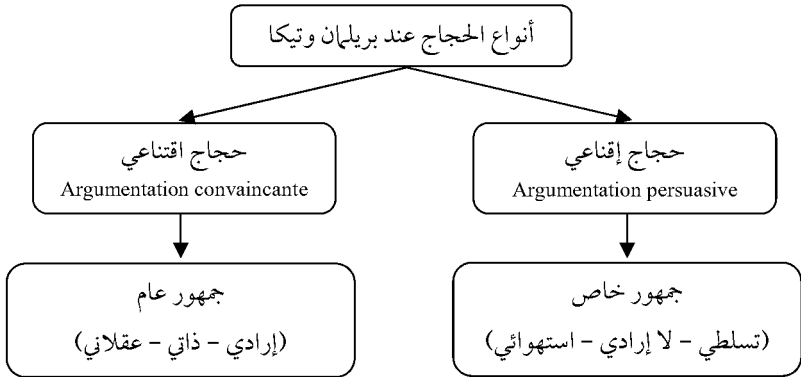 أنواع الحجاج عند بريلمان وتيكا
حجاج إقناعي
Argumentation persuasive
حجاج اقتناعي
Argumentation convaincante
جمهور خاص
(تسلطي – لا إرادي – استهوائي)
جمهور عام
(إرادي – ذاتي – عقلاني)